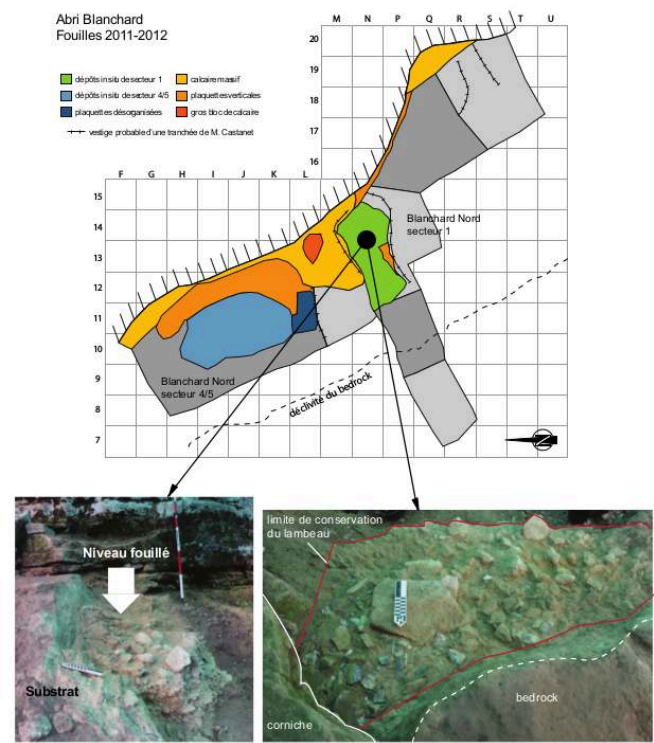 Abri Blanchard
Fouilles 2011-2012
dépôts in situ de secteur 1
calcaire massif
dépôts in situ de secteur 4/5
plaquettes verticales
plaquettes désorganisées
gros bloc de calcaire
vestige probable d'une tranchée de M. Castanet
M N P Q R S T U
20
19
18
17
16
F G H I J K L
15
14
13
12
11
10
9
8
7
Blanchard Nord
secteur 1
Blanchard Nord
secteur 4/5
déclivité du bedrock
N
Niveau fouillé
Substrat
limite de conservation
du lambeau
corniche
bedrock